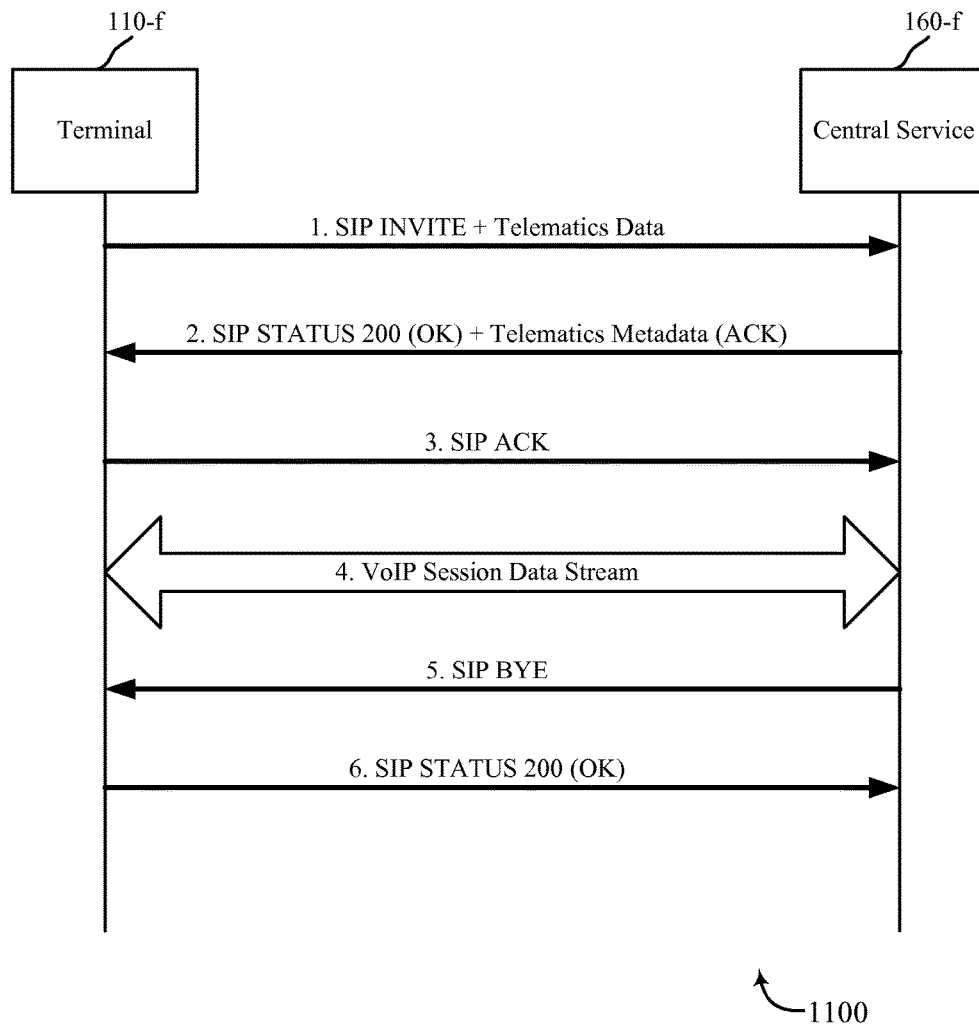 110-f
160-f
Terminal
Central Service
1. SIP INVITE + Telematics Data
2. SIP STATUS 200 (OK) + Telematics Metadata (ACK)
3. SIP ACK
4. VoIP Session Data Stream
5. SIP BYE
6. SIP STATUS 200 (OK)
1100